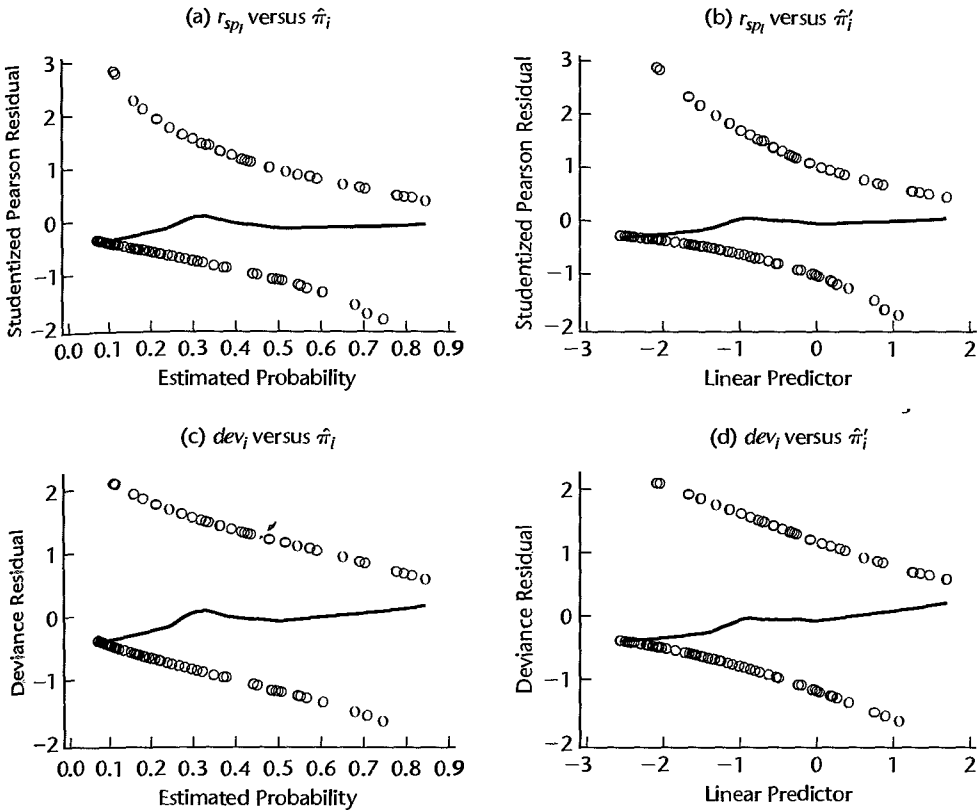 (a) r_{sp_i} versus π̂_i
Studentized Pearson Residual
3
2
1
0
−1
−2
0.0 0.1 0.2 0.3 0.4 0.5 0.6 0.7 0.8 0.9
Estimated Probability
(b) r_{sp_i} versus π̂′_i
Studentized Pearson Residual
3
2
1
0
−1
−2
−3 −2 −1 0 1 2
Linear Predictor
(c) dev_i versus π̂_i
Deviance Residual
2
1
0
−1
−2
0.0 0.1 0.2 0.3 0.4 0.5 0.6 0.7 0.8 0.9
Estimated Probability
(d) dev_i versus π̂′_i
Deviance Residual
2
1
0
−1
−2
−3 −2 −1 0 1 2
Linear Predictor